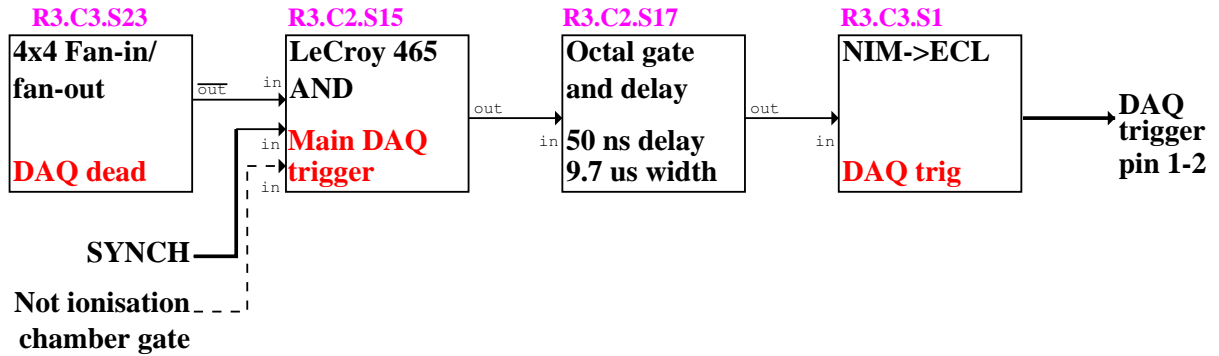 R3.C3.S23
4x4 Fan-in/
fan-out
DAQ dead
out
in
R3.C2.S15
LeCroy 465
AND
Main DAQ
trigger
in
in
out
R3.C2.S17
Octal gate
and delay
50 ns delay
9.7 us width
in
out
R3.C3.S1
NIM->ECL
DAQ trig
in
DAQ
trigger
pin 1-2
SYNCH
Not ionisation
chamber gate